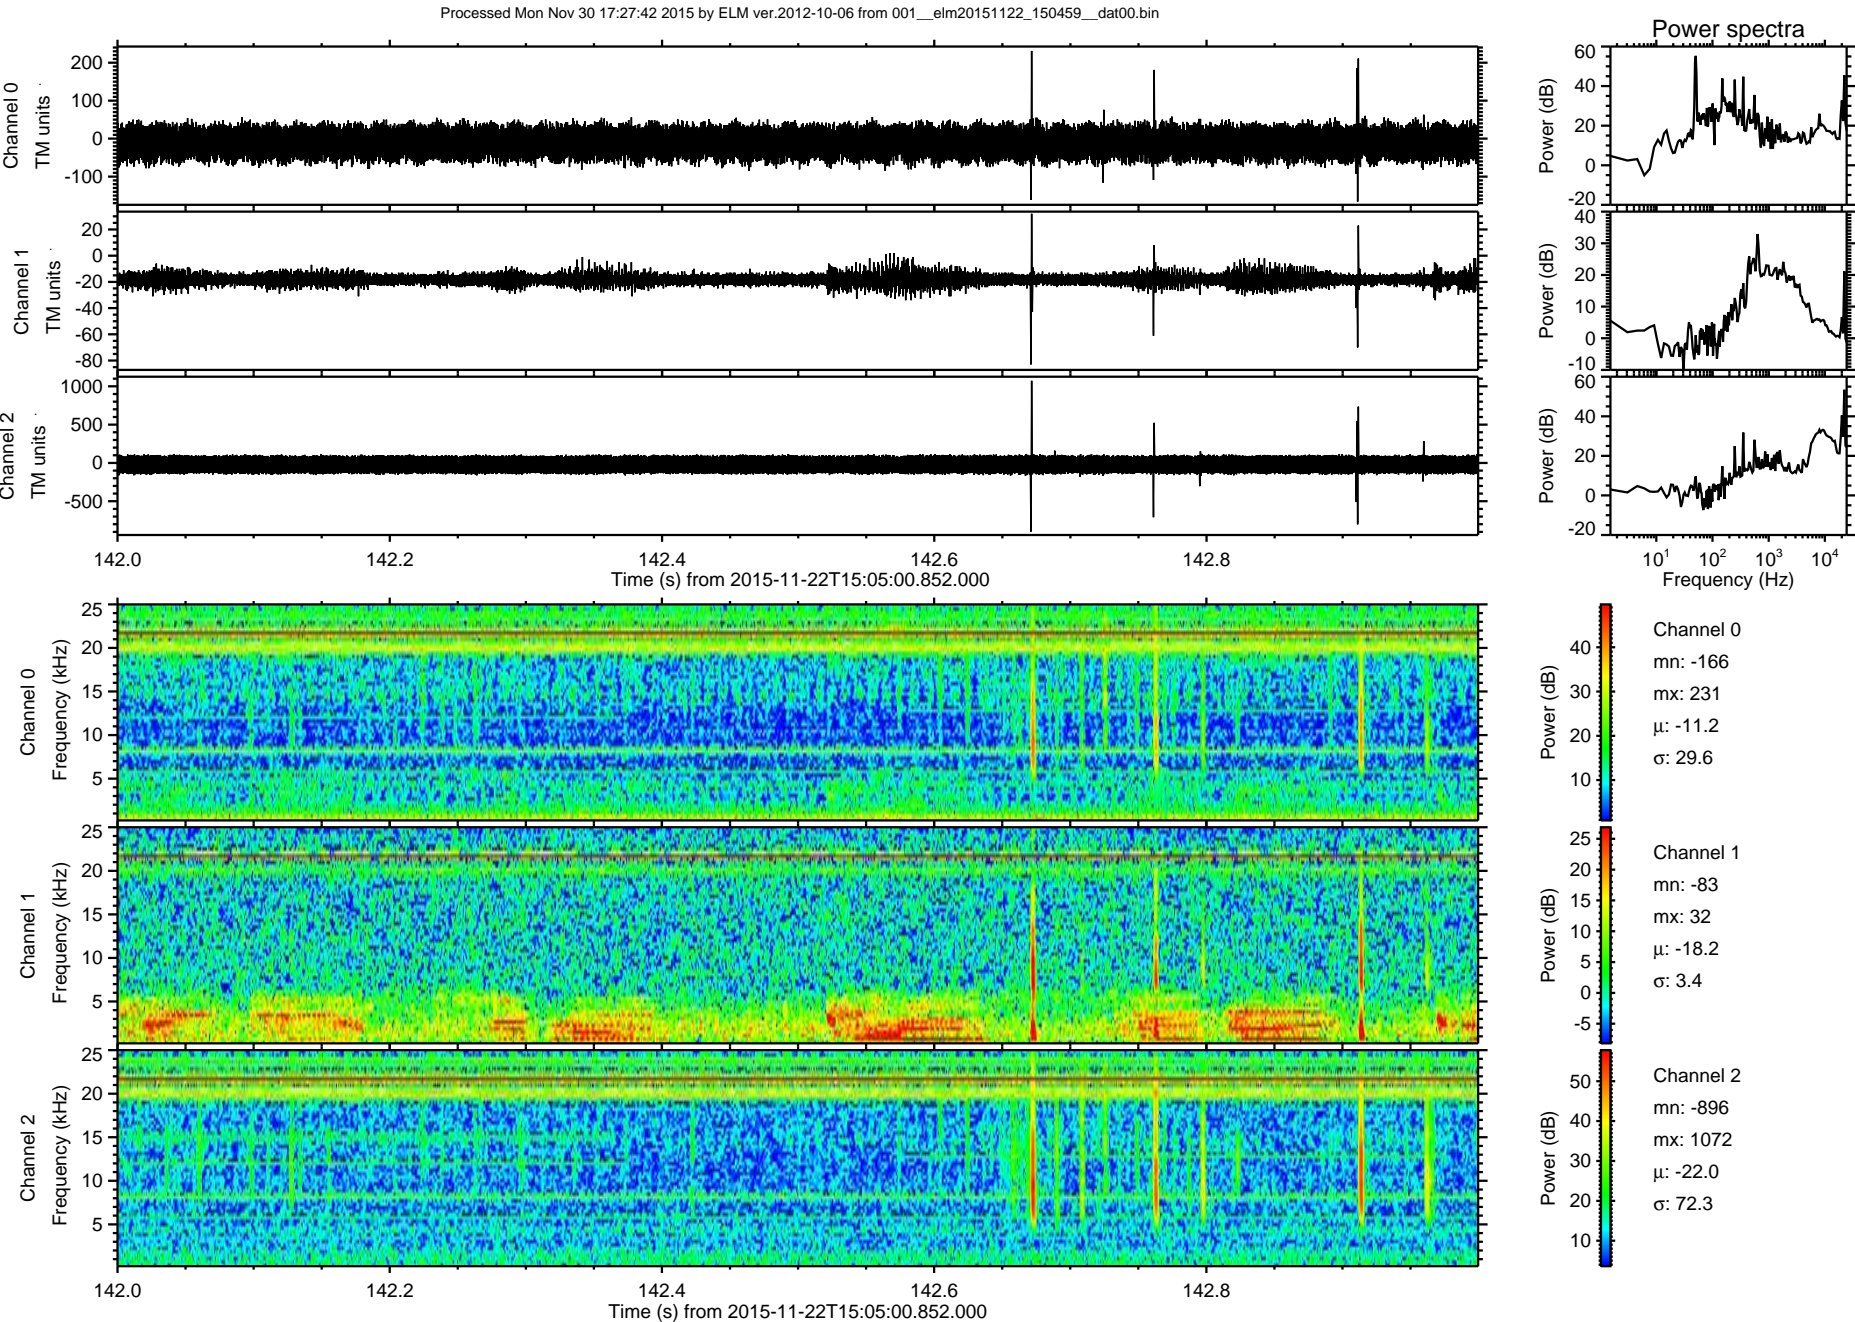 Processed Mon Nov 30 17:27:42 2015 by ELM ver.2012-10-06 from 001__elm20151122_150459__dat00.bin
Power spectra
Channel 0
TM units
200
100
0
-100
Power (dB)
60
40
20
0
-20
Channel 1
TM units
20
0
-20
-40
-60
-80
Power (dB)
40
30
20
10
0
-10
Channel 2
TM units
1000
500
0
-500
Power (dB)
60
40
20
0
-20
142.0 142.2 142.4 142.6 142.8
Time (s) from 2015-11-22T15:05:00.852.000
10¹ 10² 10³ 10⁴
Frequency (Hz)
Channel 0
Frequency (kHz)
25
20
15
10
5
Power (dB)
40
30
20
10
Channel 0
mn: -166
mx: 231
μ: -11.2
σ: 29.6
Channel 1
Frequency (kHz)
25
20
15
10
5
Power (dB)
25
20
15
10
5
0
-5
Channel 1
mn: -83
mx: 32
μ: -18.2
σ: 3.4
Channel 2
Frequency (kHz)
25
20
15
10
5
Power (dB)
50
40
30
20
10
Channel 2
mn: -896
mx: 1072
μ: -22.0
σ: 72.3
142.0 142.2 142.4 142.6 142.8
Time (s) from 2015-11-22T15:05:00.852.000